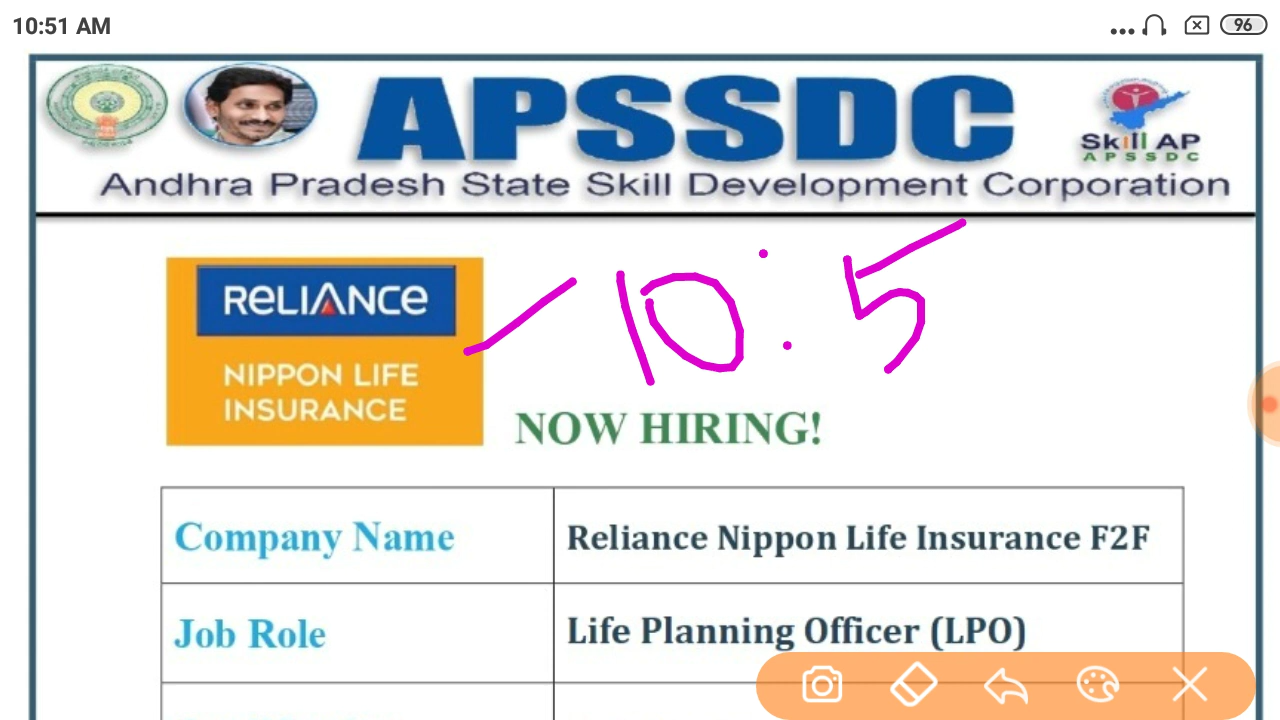 10:51 AM
96
APSSDC
Skill AP
APSSDC
Andhra Pradesh State Skill Development Corporation
RELIANCE
NIPPON LIFE
INSURANCE
10:5
NOW HIRING!
Company Name Reliance Nippon Life Insurance F2F
Job Role Life Planning Officer (LPO)